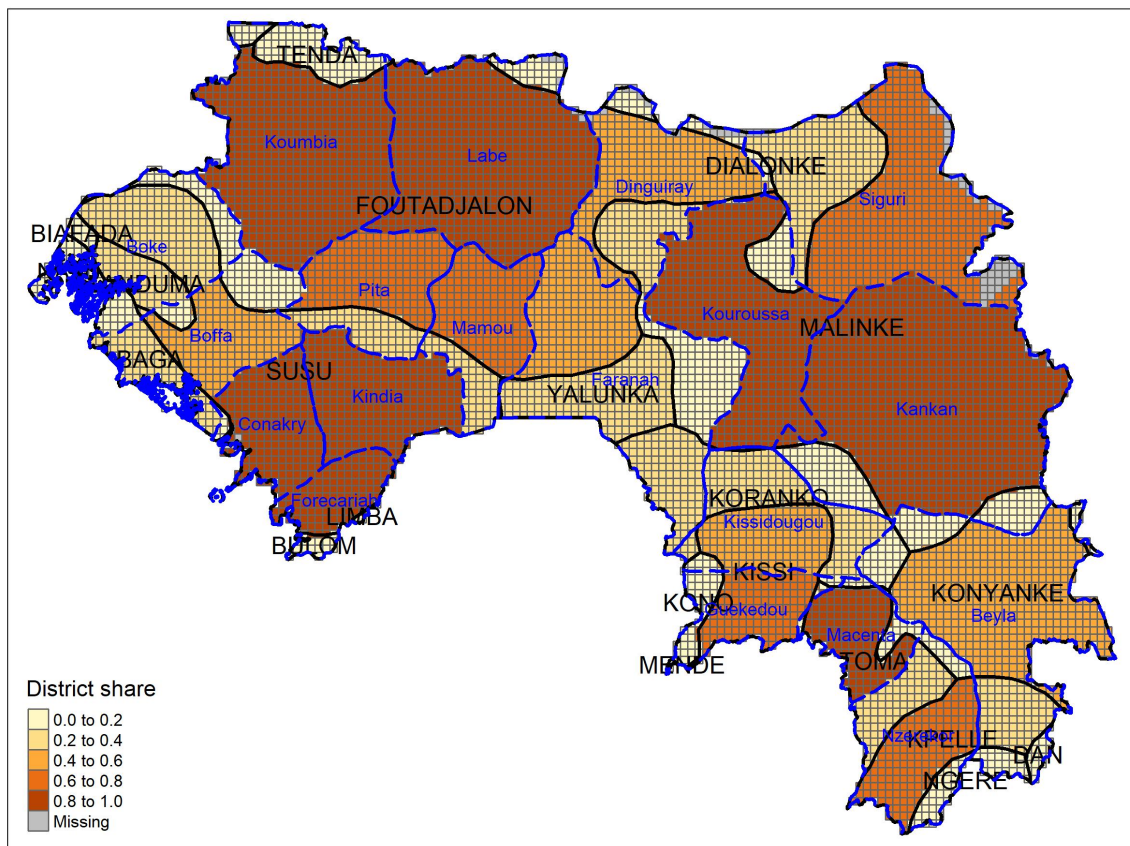 TENDA
Koumbia
Labe
DIALONKE
Dinguiray
Siguri
FOUTADJALON
BIAFADA
Boke
Pita
Kouroussa
MALINKE
Boffa
Mamou
BAGA
SUSU
Kindia
Faranan
YALUNKA
Kankan
Conakry
Forecariah
LIMBA
BULOM
KORANKO
Kissidougou
KISSI
KONO
Guekedou
KONYANKE
Beyla
Macenta
TOMA
MENDE
KPELLE
DAN
NGERE
District share
0.0 to 0.2
0.2 to 0.4
0.4 to 0.6
0.6 to 0.8
0.8 to 1.0
Missing